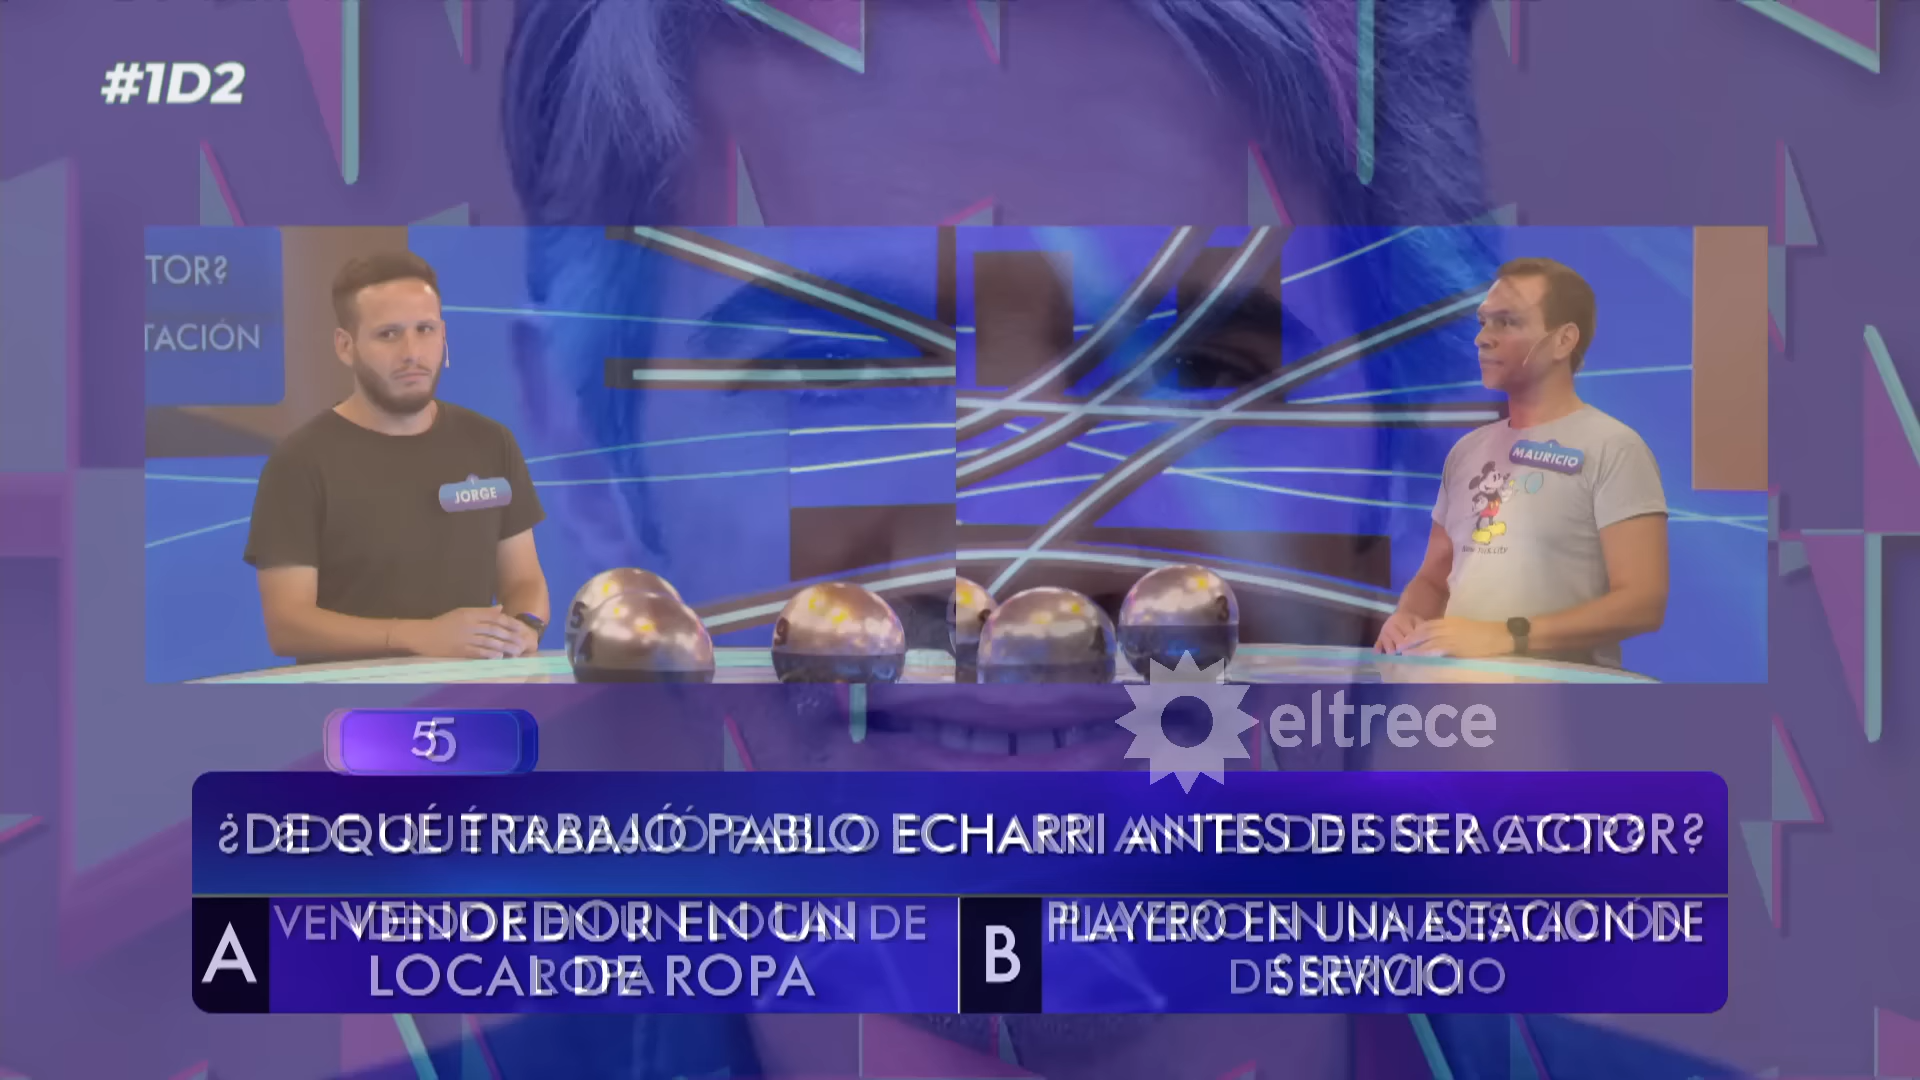 #1D2
TOR?
TACIÓN
JORGE
MAURICIO
eltrece
55
¿DE QUÉ TRABAJÓ PABLO ECHARRI ANTES DE SER ACTOR?
A
VENDEDOR EN UN
LOCAL DE ROPA
B
PLAYERO EN UNA ESTACIÓN DE
SERVICIO